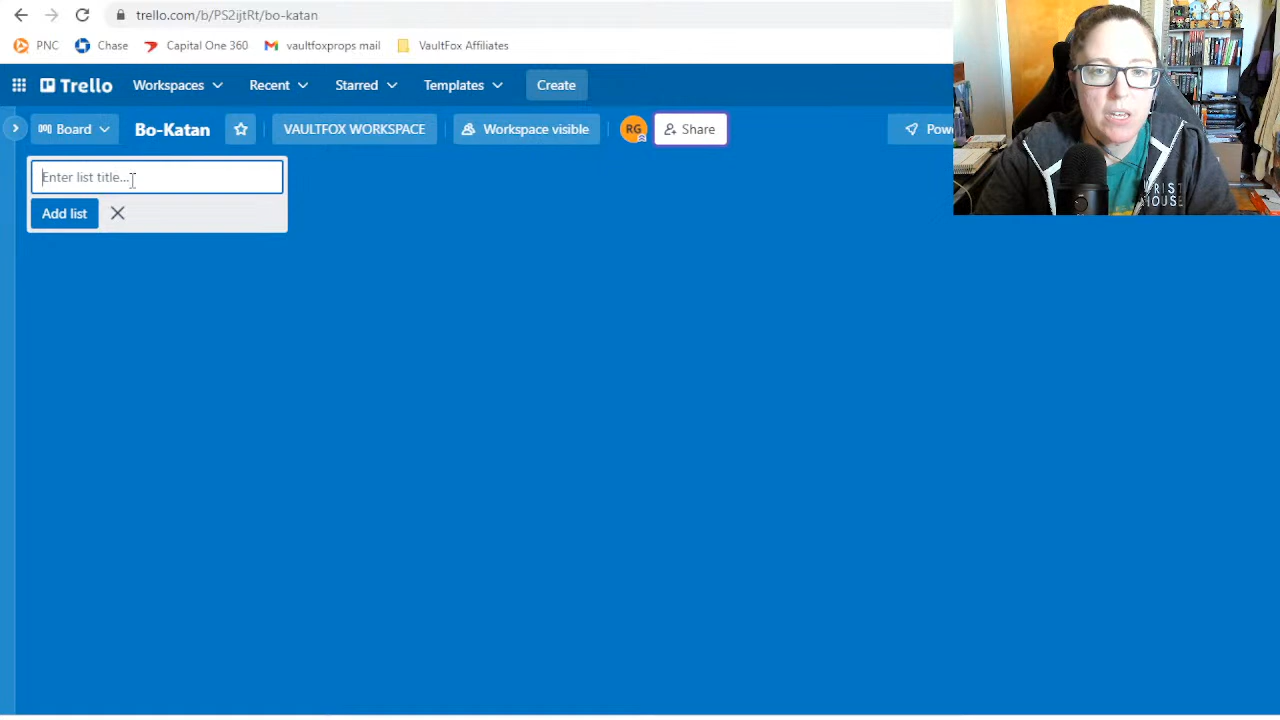 trello.com/b/PS2ijtRt/bo-katan
PNC Chase Capital One 360 vaultfoxprops mail VaultFox Affiliates
Trello Workspaces Recent Starred Templates Create
Board Bo-Katan VAULTFOX WORKSPACE Workspace visible RG Share
Enter list title...
Add list
HOUSE